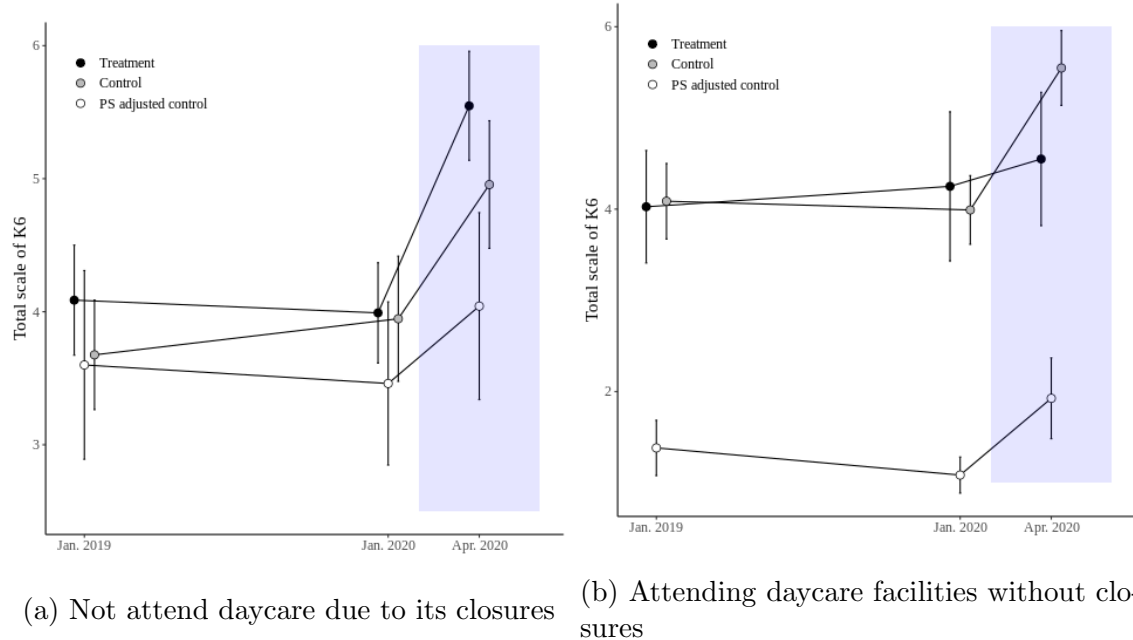 6
5
4
3
Total scale of K6
Treatment
Control
PS adjusted control
Jan. 2019
Jan. 2020
Apr. 2020
(a) Not attend daycare due to its closures
6
4
2
Total scale of K6
Treatment
Control
PS adjusted control
Jan. 2019
Jan. 2020
Apr. 2020
(b) Attending daycare facilities without clo-
sures